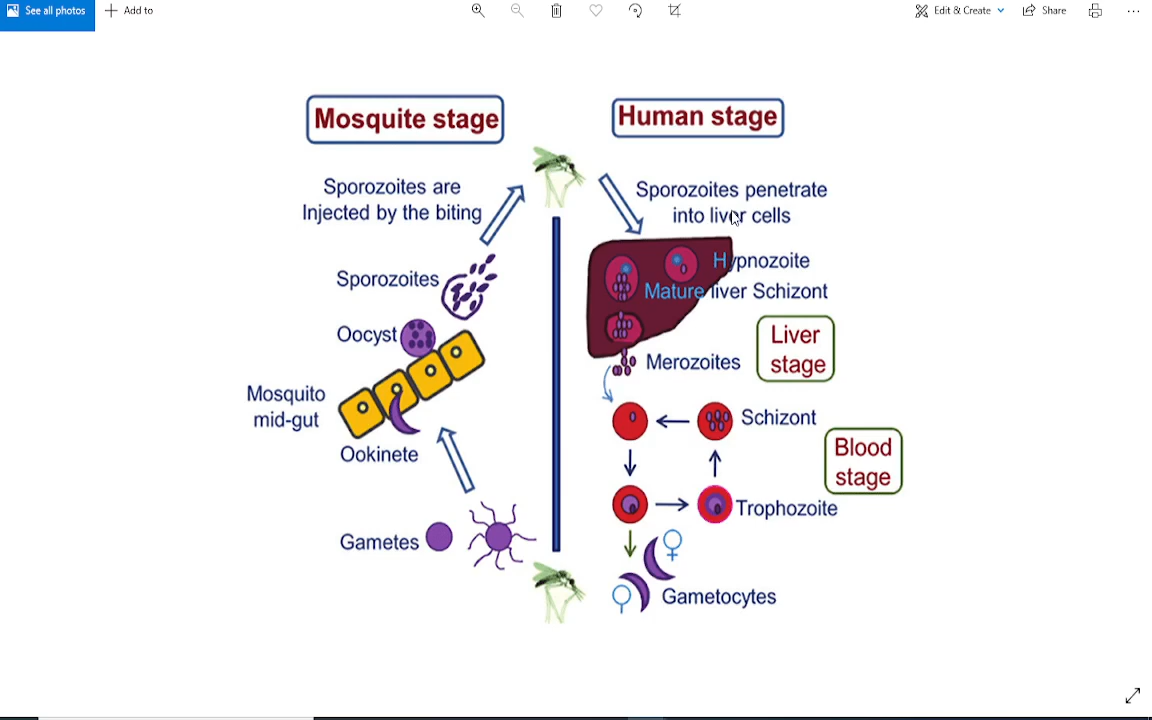 See all photos
Add to
Edit & Create
Share
Mosquite stage
Human stage
Sporozoites are
Injected by the biting
Sporozoites penetrate
into liver cells
Sporozoites
Hypnozoite
Mature liver Schizont
Oocyst
Liver
stage
Merozoites
Mosquito
mid-gut
Schizont
Ookinete
Blood
stage
Trophozoite
Gametes
Gametocytes